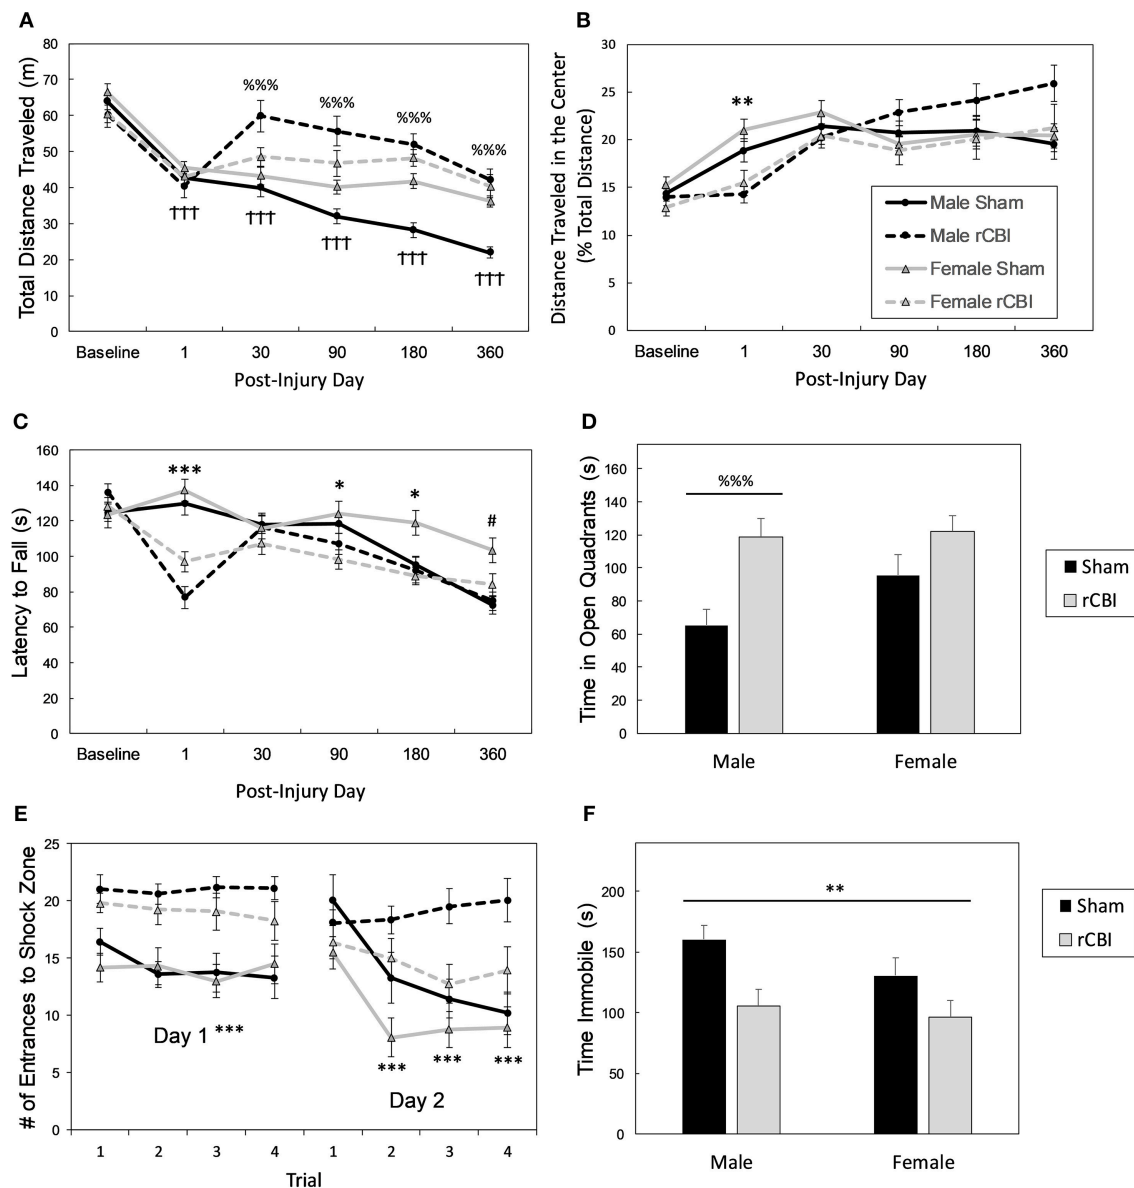 A
Total Distance Traveled (m)
80
70
60
50
40
30
20
10
0
%%%
%%%
%%%
%%%
†††
†††
†††
†††
†††
Baseline 1 30 90 180 360
Post-Injury Day
B
Distance Traveled in the Center
(% Total Distance)
30
25
20
15
10
5
0
**
Male Sham
Male rCBI
Female Sham
Female rCBI
Baseline 1 30 90 180 360
Post-Injury Day
C
Latency to Fall (s)
160
140
120
100
80
60
40
20
0
***
*
*
#
Baseline 1 30 90 180 360
Post-Injury Day
D
Time in Open Quadrants (s)
160
140
120
100
80
60
40
20
0
%%%
Male Female
Sham
rCBI
E
# of Entrances to Shock Zone
25
20
15
10
5
0
Day 1 ***
***
***
***
Day 2
1 2 3 4 1 2 3 4
Trial
F
Time Immobile (s)
200
150
100
50
0
**
Male Female
Sham
rCBI